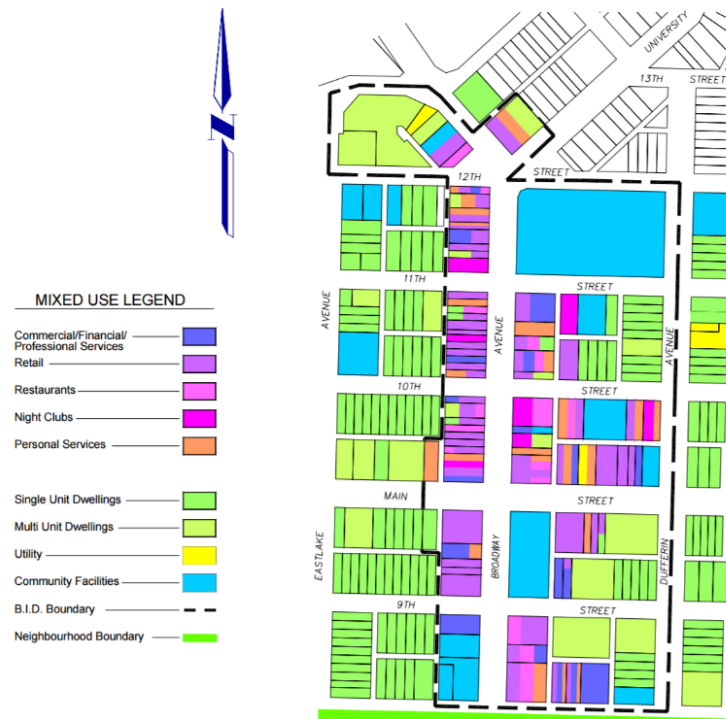 UNIVERSITY
13TH STREET
12TH
STREET
11TH
STREET
AVENUE
AVENUE
AVENUE
10TH
STREET
MAIN
STREET
EASTLAKE
BROADWAY
DUFFERIN
9TH
STREET
N
MIXED USE LEGEND
Commercial/Financial/
Professional Services
Retail
Restaurants
Night Clubs
Personal Services
Single Unit Dwellings
Multi Unit Dwellings
Utility
Community Facilities
B.I.D. Boundary
Neighbourhood Boundary